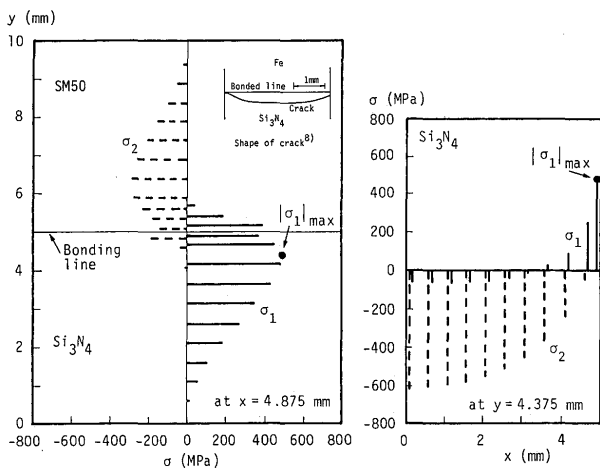 y (mm)
10
8
6
4
2
0
SM50
σ2
Fe
Bonded line
1mm
Crack
Si3N4
Shape of crack8)
|σ1|max
Bonding
line
σ1
Si3N4
at x = 4.875 mm
-800 -600 -400 -200 0 200 400 600 800
σ (MPa)
σ (MPa)
800
600
400
200
0
-200
-400
-600
-800
Si3N4
|σ1|max
σ1
σ2
at y = 4.375 mm
0 2 4
x (mm)